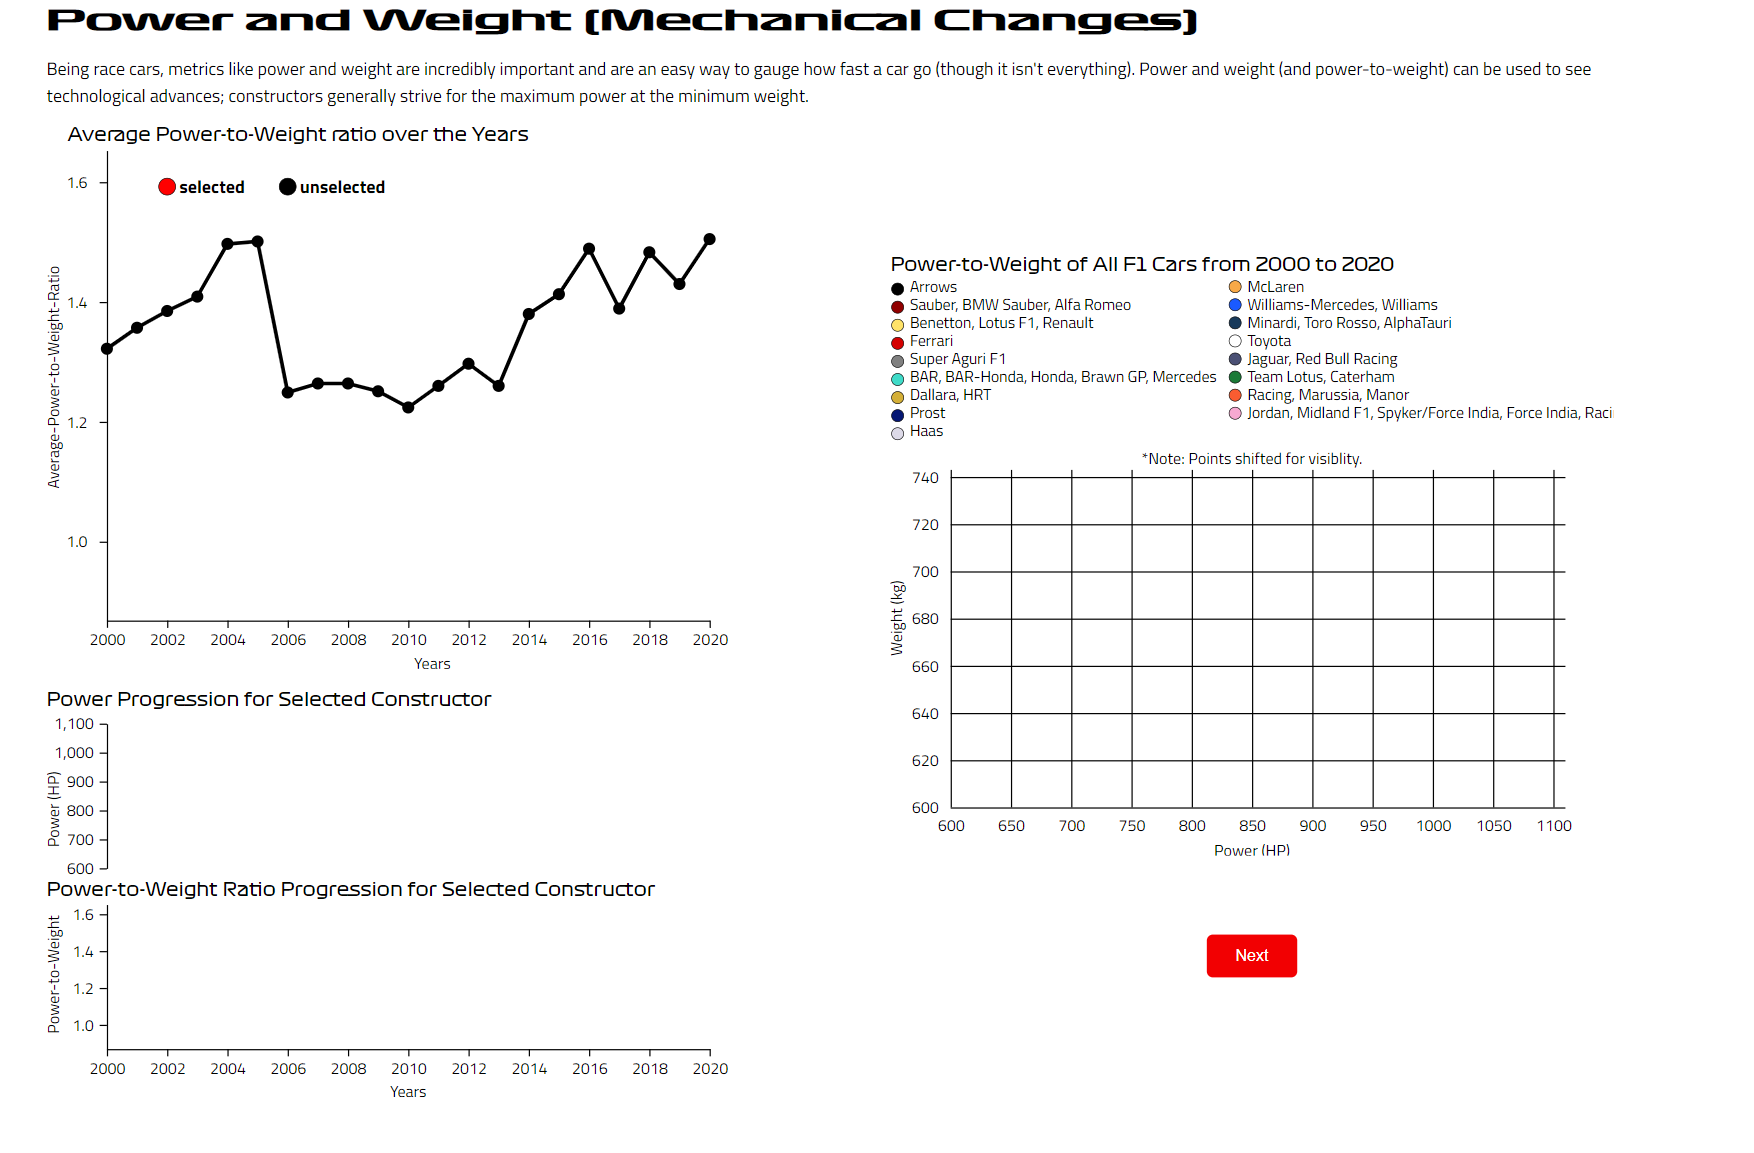 Power and Weight (Mechanical Changes)
Being race cars, metrics like power and weight are incredibly important and are an easy way to gauge how fast a car go (though it isn't everything). Power and weight (and power-to-weight) can be used to see
technological advances; constructors generally strive for the maximum power at the minimum weight.
Average Power-to-Weight ratio over the Years
selected
unselected
1.6
1.4
1.2
1.0
Average-Power-to-Weight-Ratio
2000 2002 2004 2006 2008 2010 2012 2014 2016 2018 2020
Years
Power Progression for Selected Constructor
1,100
1,000
900
800
700
600
Power (HP)
Power-to-Weight Ratio Progression for Selected Constructor
1.6
1.4
1.2
1.0
Power-to-Weight
2000 2002 2004 2006 2008 2010 2012 2014 2016 2018 2020
Years
Power-to-Weight of All F1 Cars from 2000 to 2020
Arrows
Sauber, BMW Sauber, Alfa Romeo
Benetton, Lotus F1, Renault
Ferrari
Super Aguri F1
BAR, BAR-Honda, Honda, Brawn GP, Mercedes
Dallara, HRT
Prost
Haas
McLaren
Williams-Mercedes, Williams
Minardi, Toro Rosso, AlphaTauri
Toyota
Jaguar, Red Bull Racing
Team Lotus, Caterham
Racing, Marussia, Manor
Jordan, Midland F1, Spyker/Force India, Force India, Raci
*Note: Points shifted for visiblity.
740
720
700
680
660
640
620
600
Weight (kg)
600 650 700 750 800 850 900 950 1000 1050 1100
Power (HP)
Next